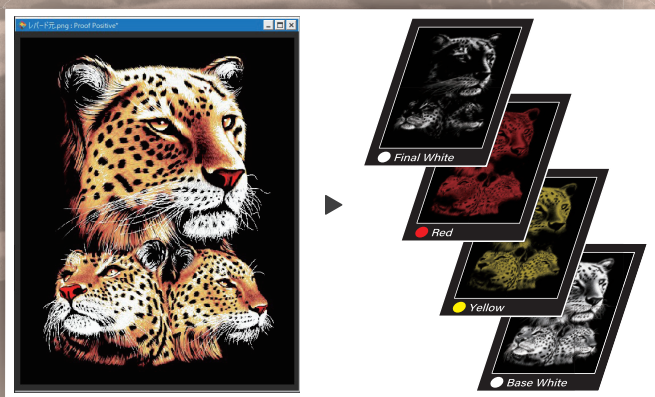 レパード元.png : Proof Positive*
Final White
Red
Yellow
Base White